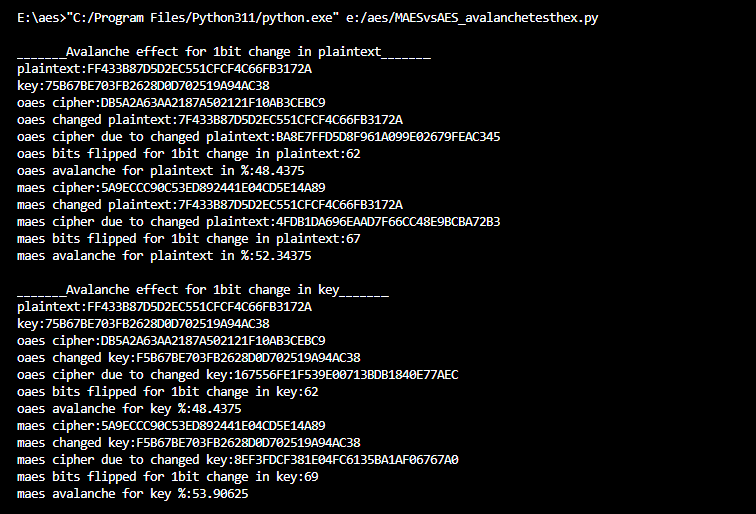 E:\aes>"C:/Program Files/Python311/python.exe" e:/aes/MAESvsAES_avalanchetesthex.py
_______Avalanche effect for 1bit change in plaintext_______
plaintext:FF433B87D5D2EC551CFCF4C66FB3172A
key:75B67BE703FB2628D0D702519A94AC38
oaes cipher:DB5A2A63AA2187A502121F10AB3CEBC9
oaes changed plaintext:7F433B87D5D2EC551CFCF4C66FB3172A
oaes cipher due to changed plaintext:BA8E7FFD5D8F961A099E02679FEAC345
oaes bits flipped for 1bit change in plaintext:62
oaes avalanche for plaintext in %:48.4375
maes cipher:5A9ECCC90C53ED892441E04CD5E14A89
maes changed plaintext:7F433B87D5D2EC551CFCF4C66FB3172A
maes cipher due to changed plaintext:4FDB1DA696EAAD7F66CC48E9BCBA72B3
maes bits flipped for 1bit change in plaintext:67
maes avalanche for plaintext in %:52.34375
_______Avalanche effect for 1bit change in key_______
plaintext:FF433B87D5D2EC551CFCF4C66FB3172A
key:75B67BE703FB2628D0D702519A94AC38
oaes cipher:DB5A2A63AA2187A502121F10AB3CEBC9
oaes changed key:F5B67BE703FB2628D0D702519A94AC38
oaes cipher due to changed key:167556FE1F539E00713BDB1840E77AEC
oaes bits flipped for 1bit change in key:62
oaes avalanche for key %:48.4375
maes cipher:5A9ECCC90C53ED892441E04CD5E14A89
maes changed key:F5B67BE703FB2628D0D702519A94AC38
maes cipher due to changed key:8EF3FDCF381E04FC6135BA1AF06767A0
maes bits flipped for 1bit change in key:69
maes avalanche for key %:53.90625